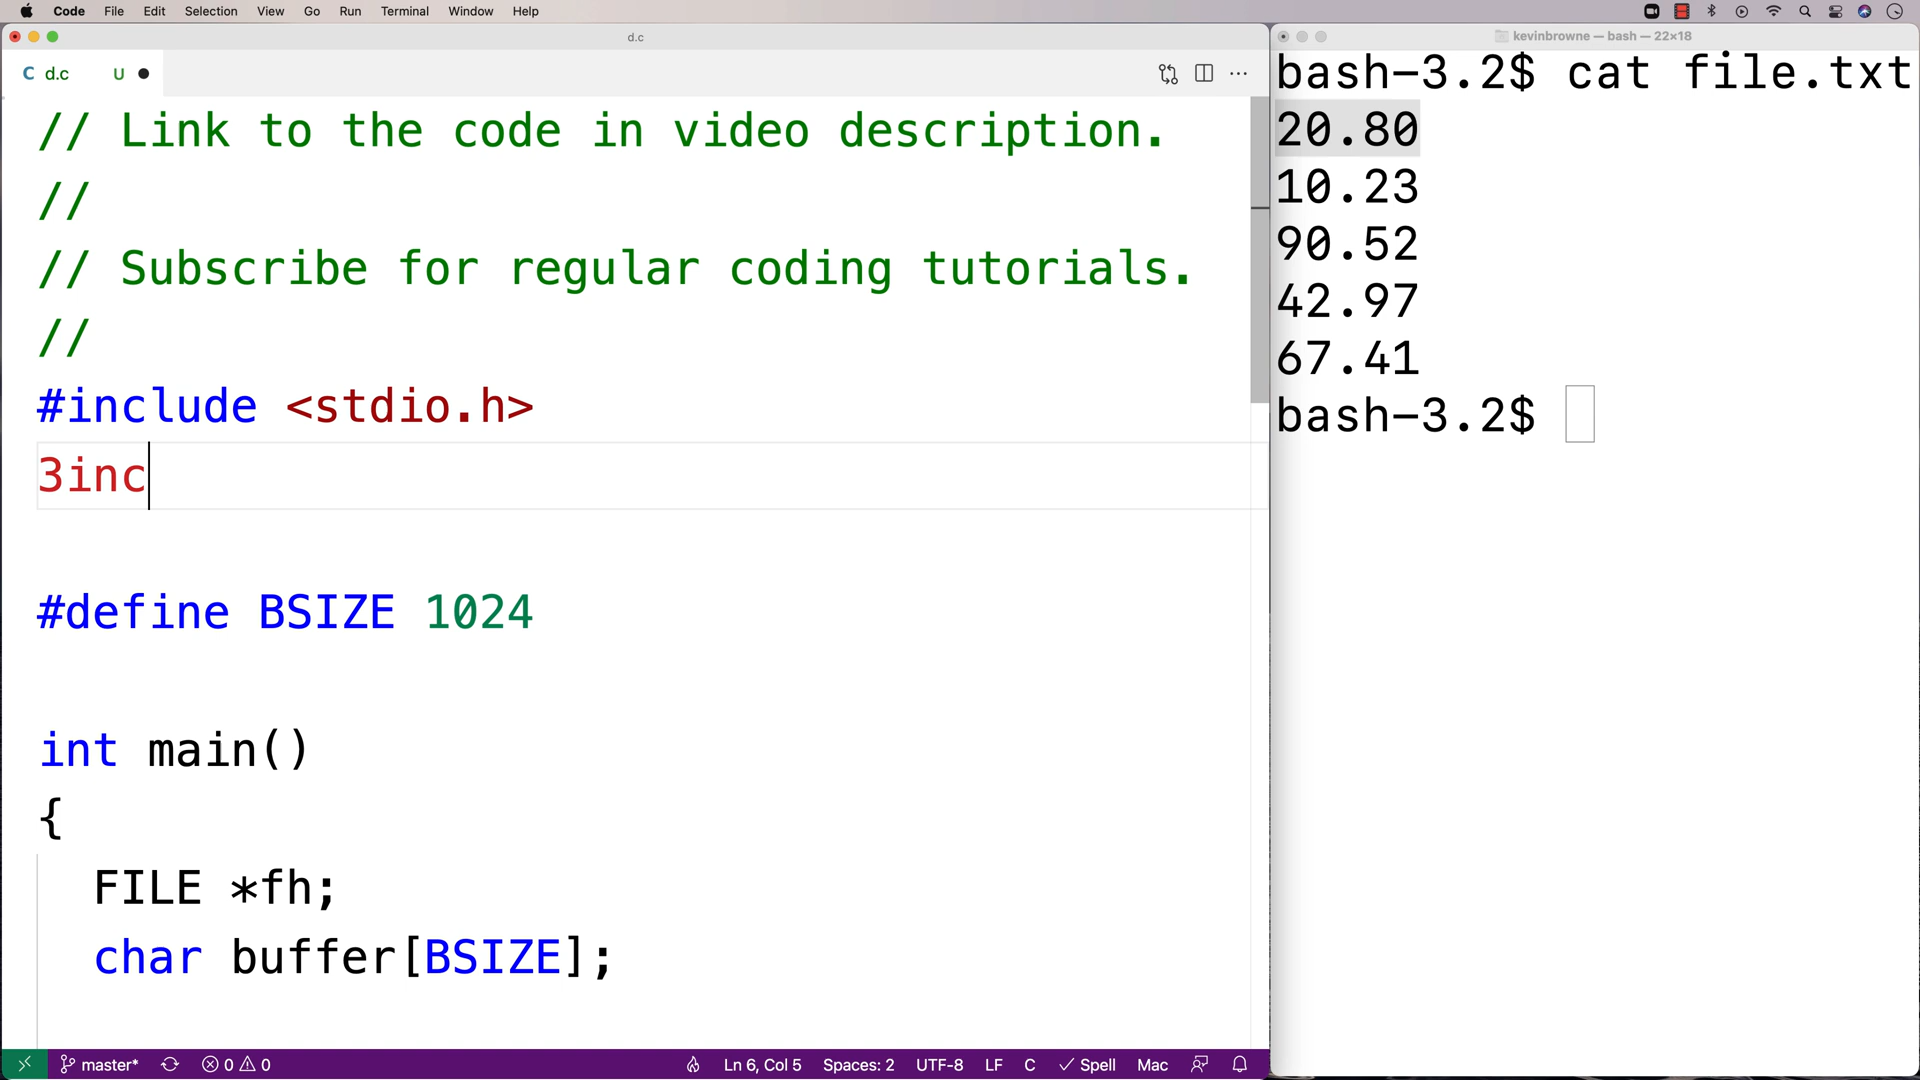 Code File Edit Selection View Go Run Terminal Window Help
d.c
C d.c U
// Link to the code in video description.
//
// Subscribe for regular coding tutorials.
//
#include <stdio.h>
3inc
#define BSIZE 1024
int main()
{
FILE *fh;
char buffer[BSIZE];
master* 0 0 Ln 6, Col 5 Spaces: 2 UTF-8 LF C Spell Mac
kevinbrowne — bash — 22×18
bash-3.2$ cat file.txt
20.80
10.23
90.52
42.97
67.41
bash-3.2$